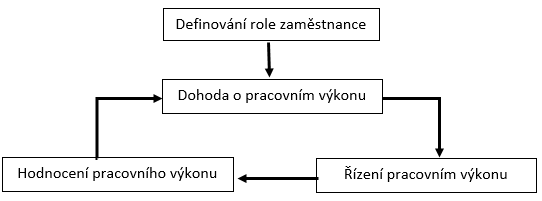 Definování role zaměstnance
Dohoda o pracovním výkonu
Hodnocení pracovního výkonu
Řízení pracovním výkonu